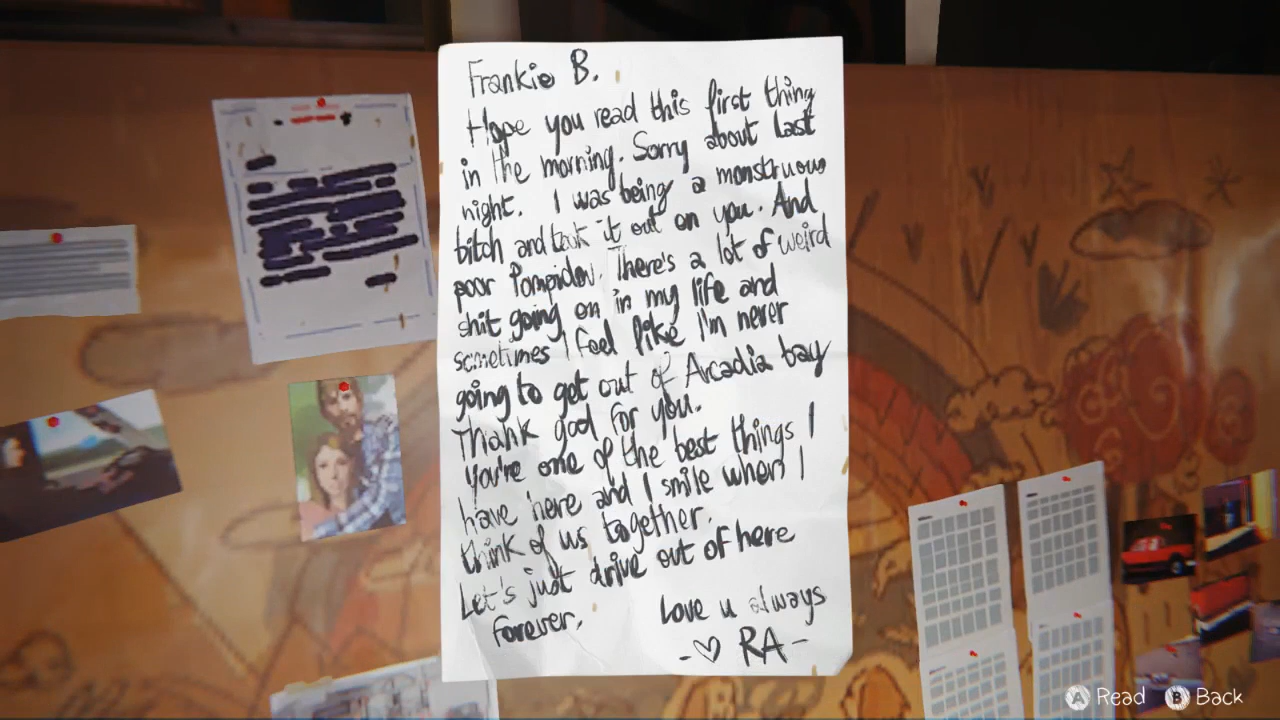 Frankie B.
Hope you read this first thing
in the morning. Sorry about last
night. I was being a monstruous
bitch and took it out on you. And
poor Pompidou. There's a lot of weird
shit going on in my life and
sometimes I feel like I'm never
going to get out of Arcadia bay
Thank god for you.
You're one of the best things I
have here and I smile when I
think of us together.
Let's just drive out of here
forever.
Love u always
-♡ RA-
A Read B Back